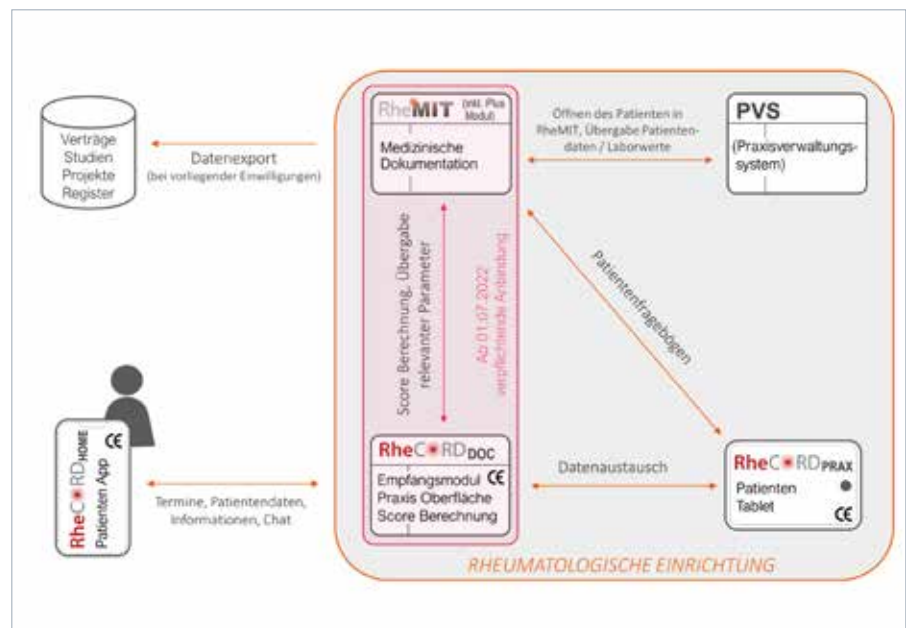 Verträge
Studien
Projekte
Register
Datenexport
(bei vorliegender Einwilligungen)
RheMIT (inkl. Plus
Modul)
Medizinische
Dokumentation
Öffnen des Patienten in
RheMIT, Übergabe Patienten-
daten / Laborwerte
PVS
(Praxisverwaltungs-
system)
Score Berechnung, Übergabe
relevanter Parameter
Ab 01.07.2022
verpflichtende Anbindung
Patientenfragebögen
RheCORD HOME
Patienten App
CE
Termine, Patientendaten,
Informationen, Chat
RheCORD DOC
Empfangsmodul CE
Praxis Oberfläche
Score Berechnung
Datenaustausch
RheCORD PRAX
Patienten
Tablet
CE
RHEUMATOLOGISCHE EINRICHTUNG